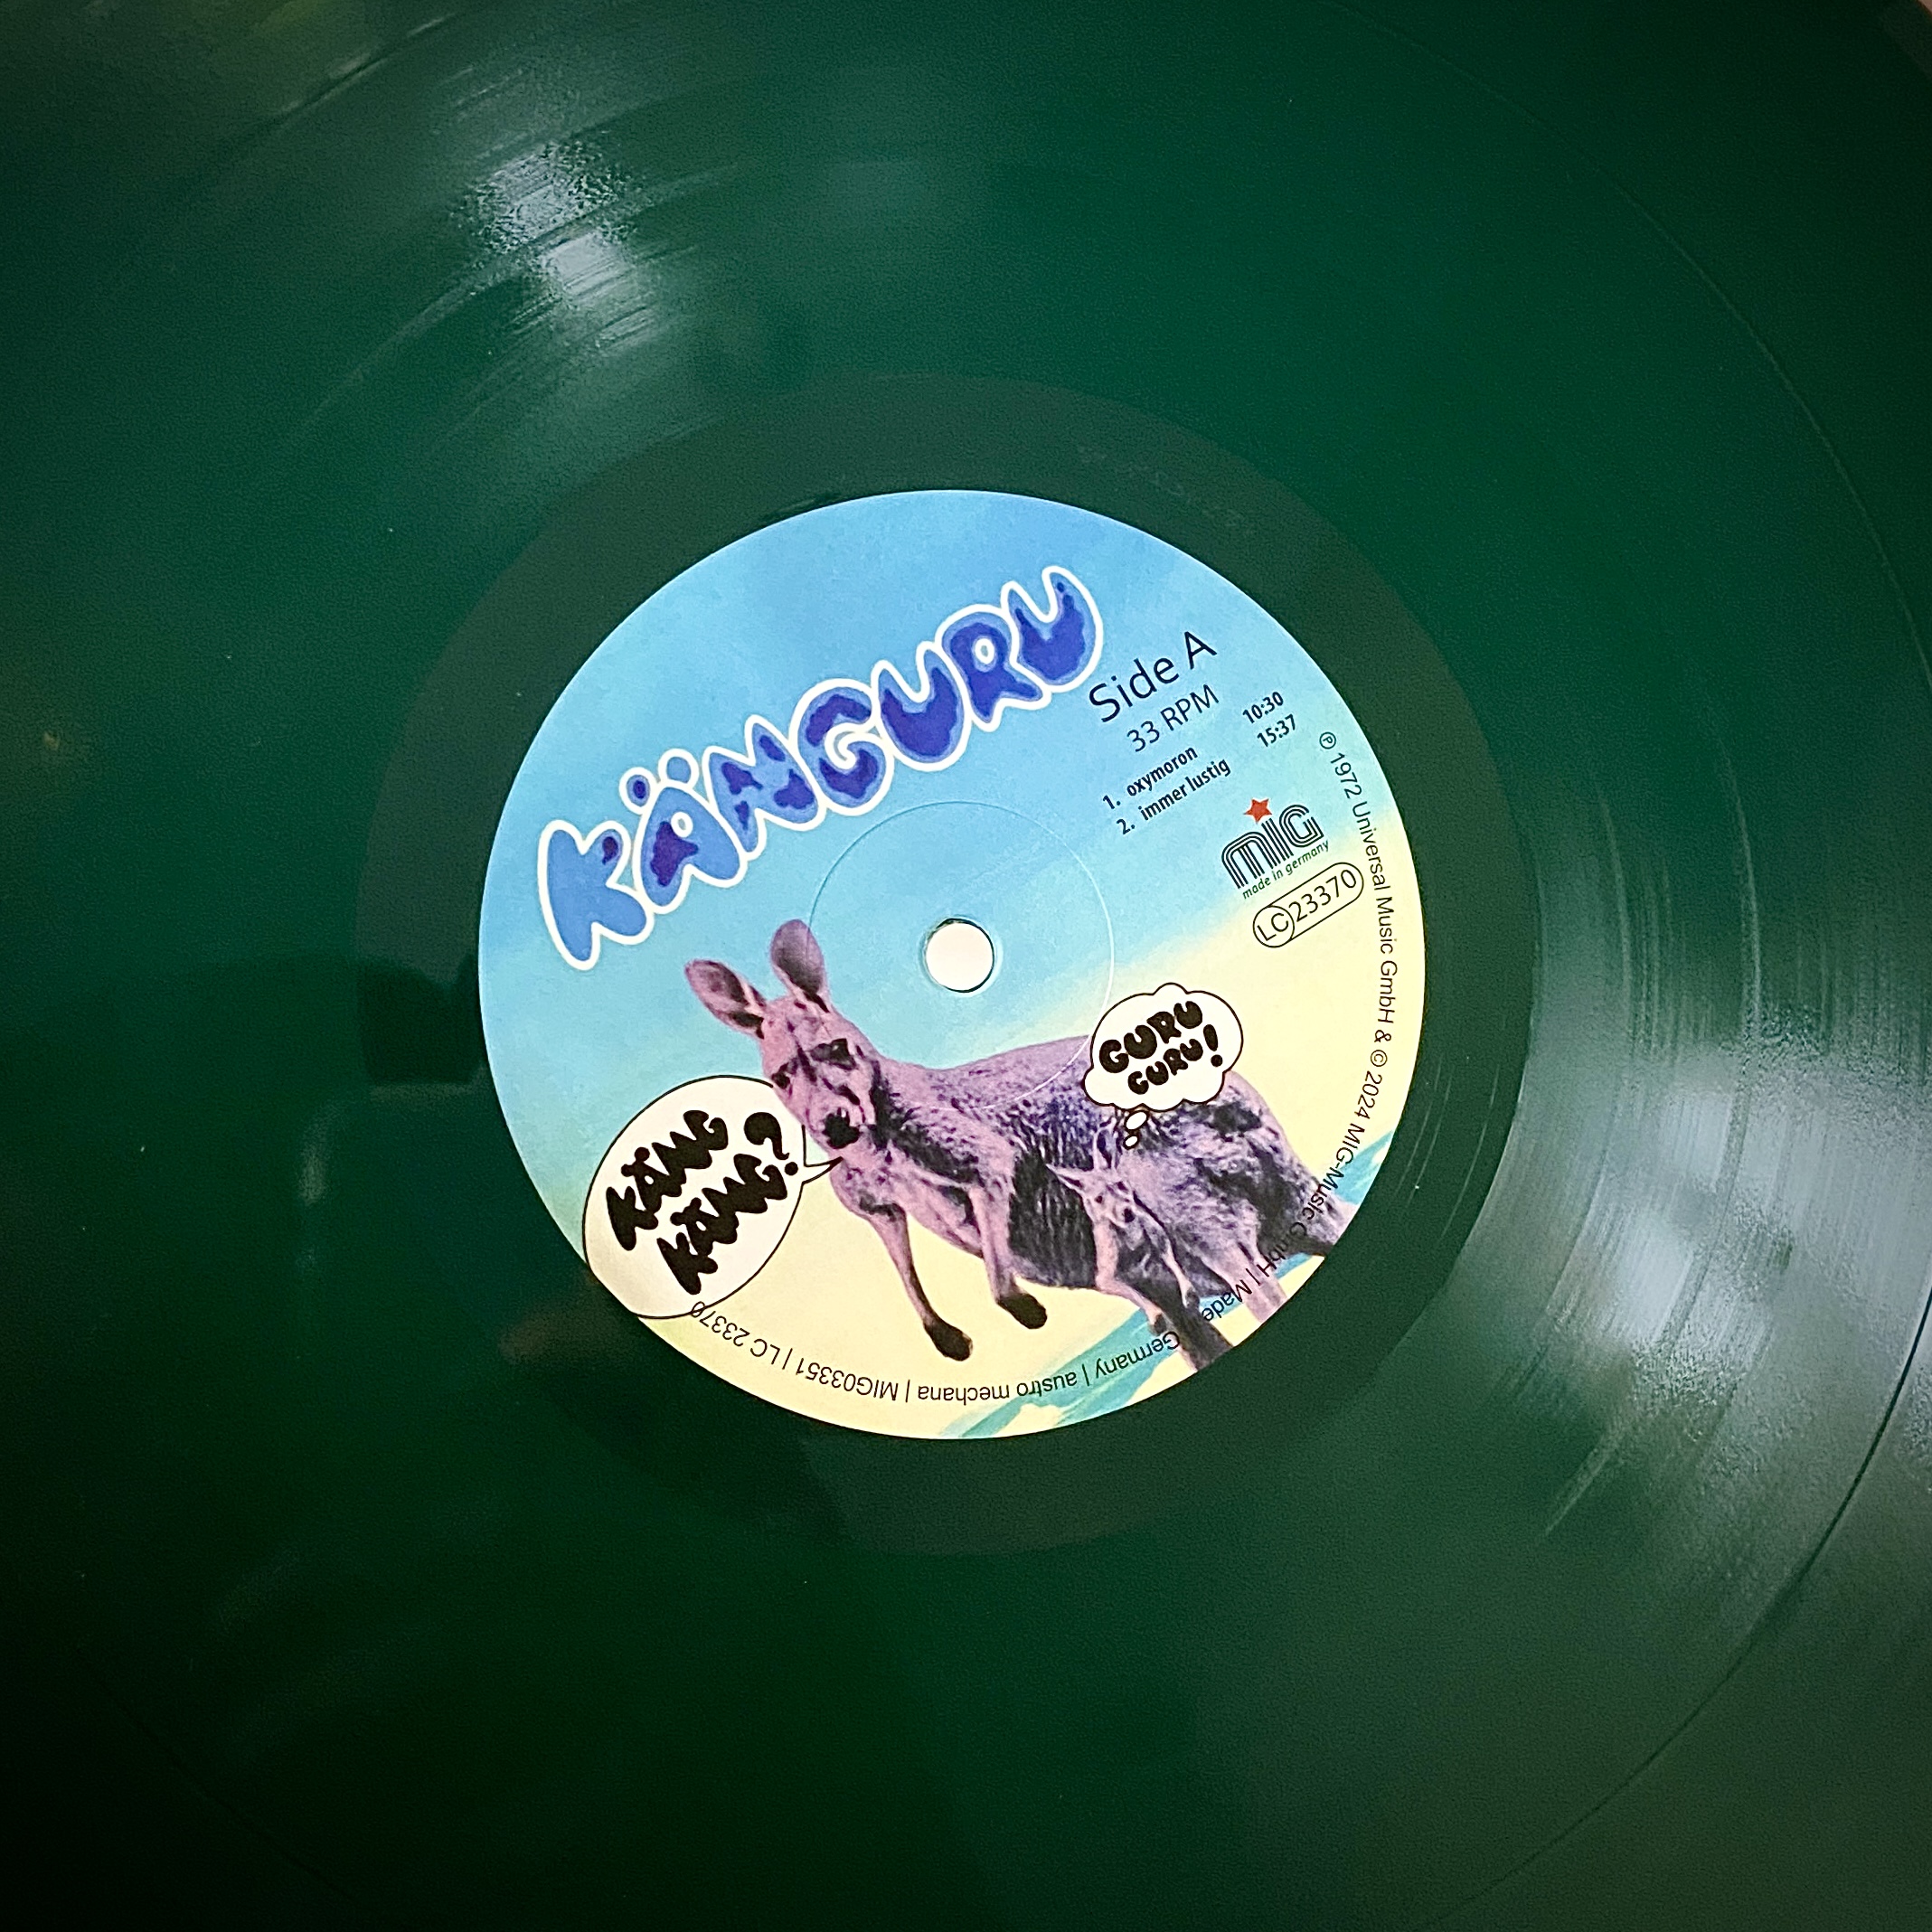 KÄNGURU
Side A
33 RPM
1. oxymoron 10:30
2. immer lustig 15:37
MIG
made in germany
LC 23370
GURU
GURU!
KÄNG
KÄNG?
℗ 1972 Universal Music GmbH & © 2024 MIG-Music GmbH | Made Germany | austro mechana | MIG03351 | LC 23370